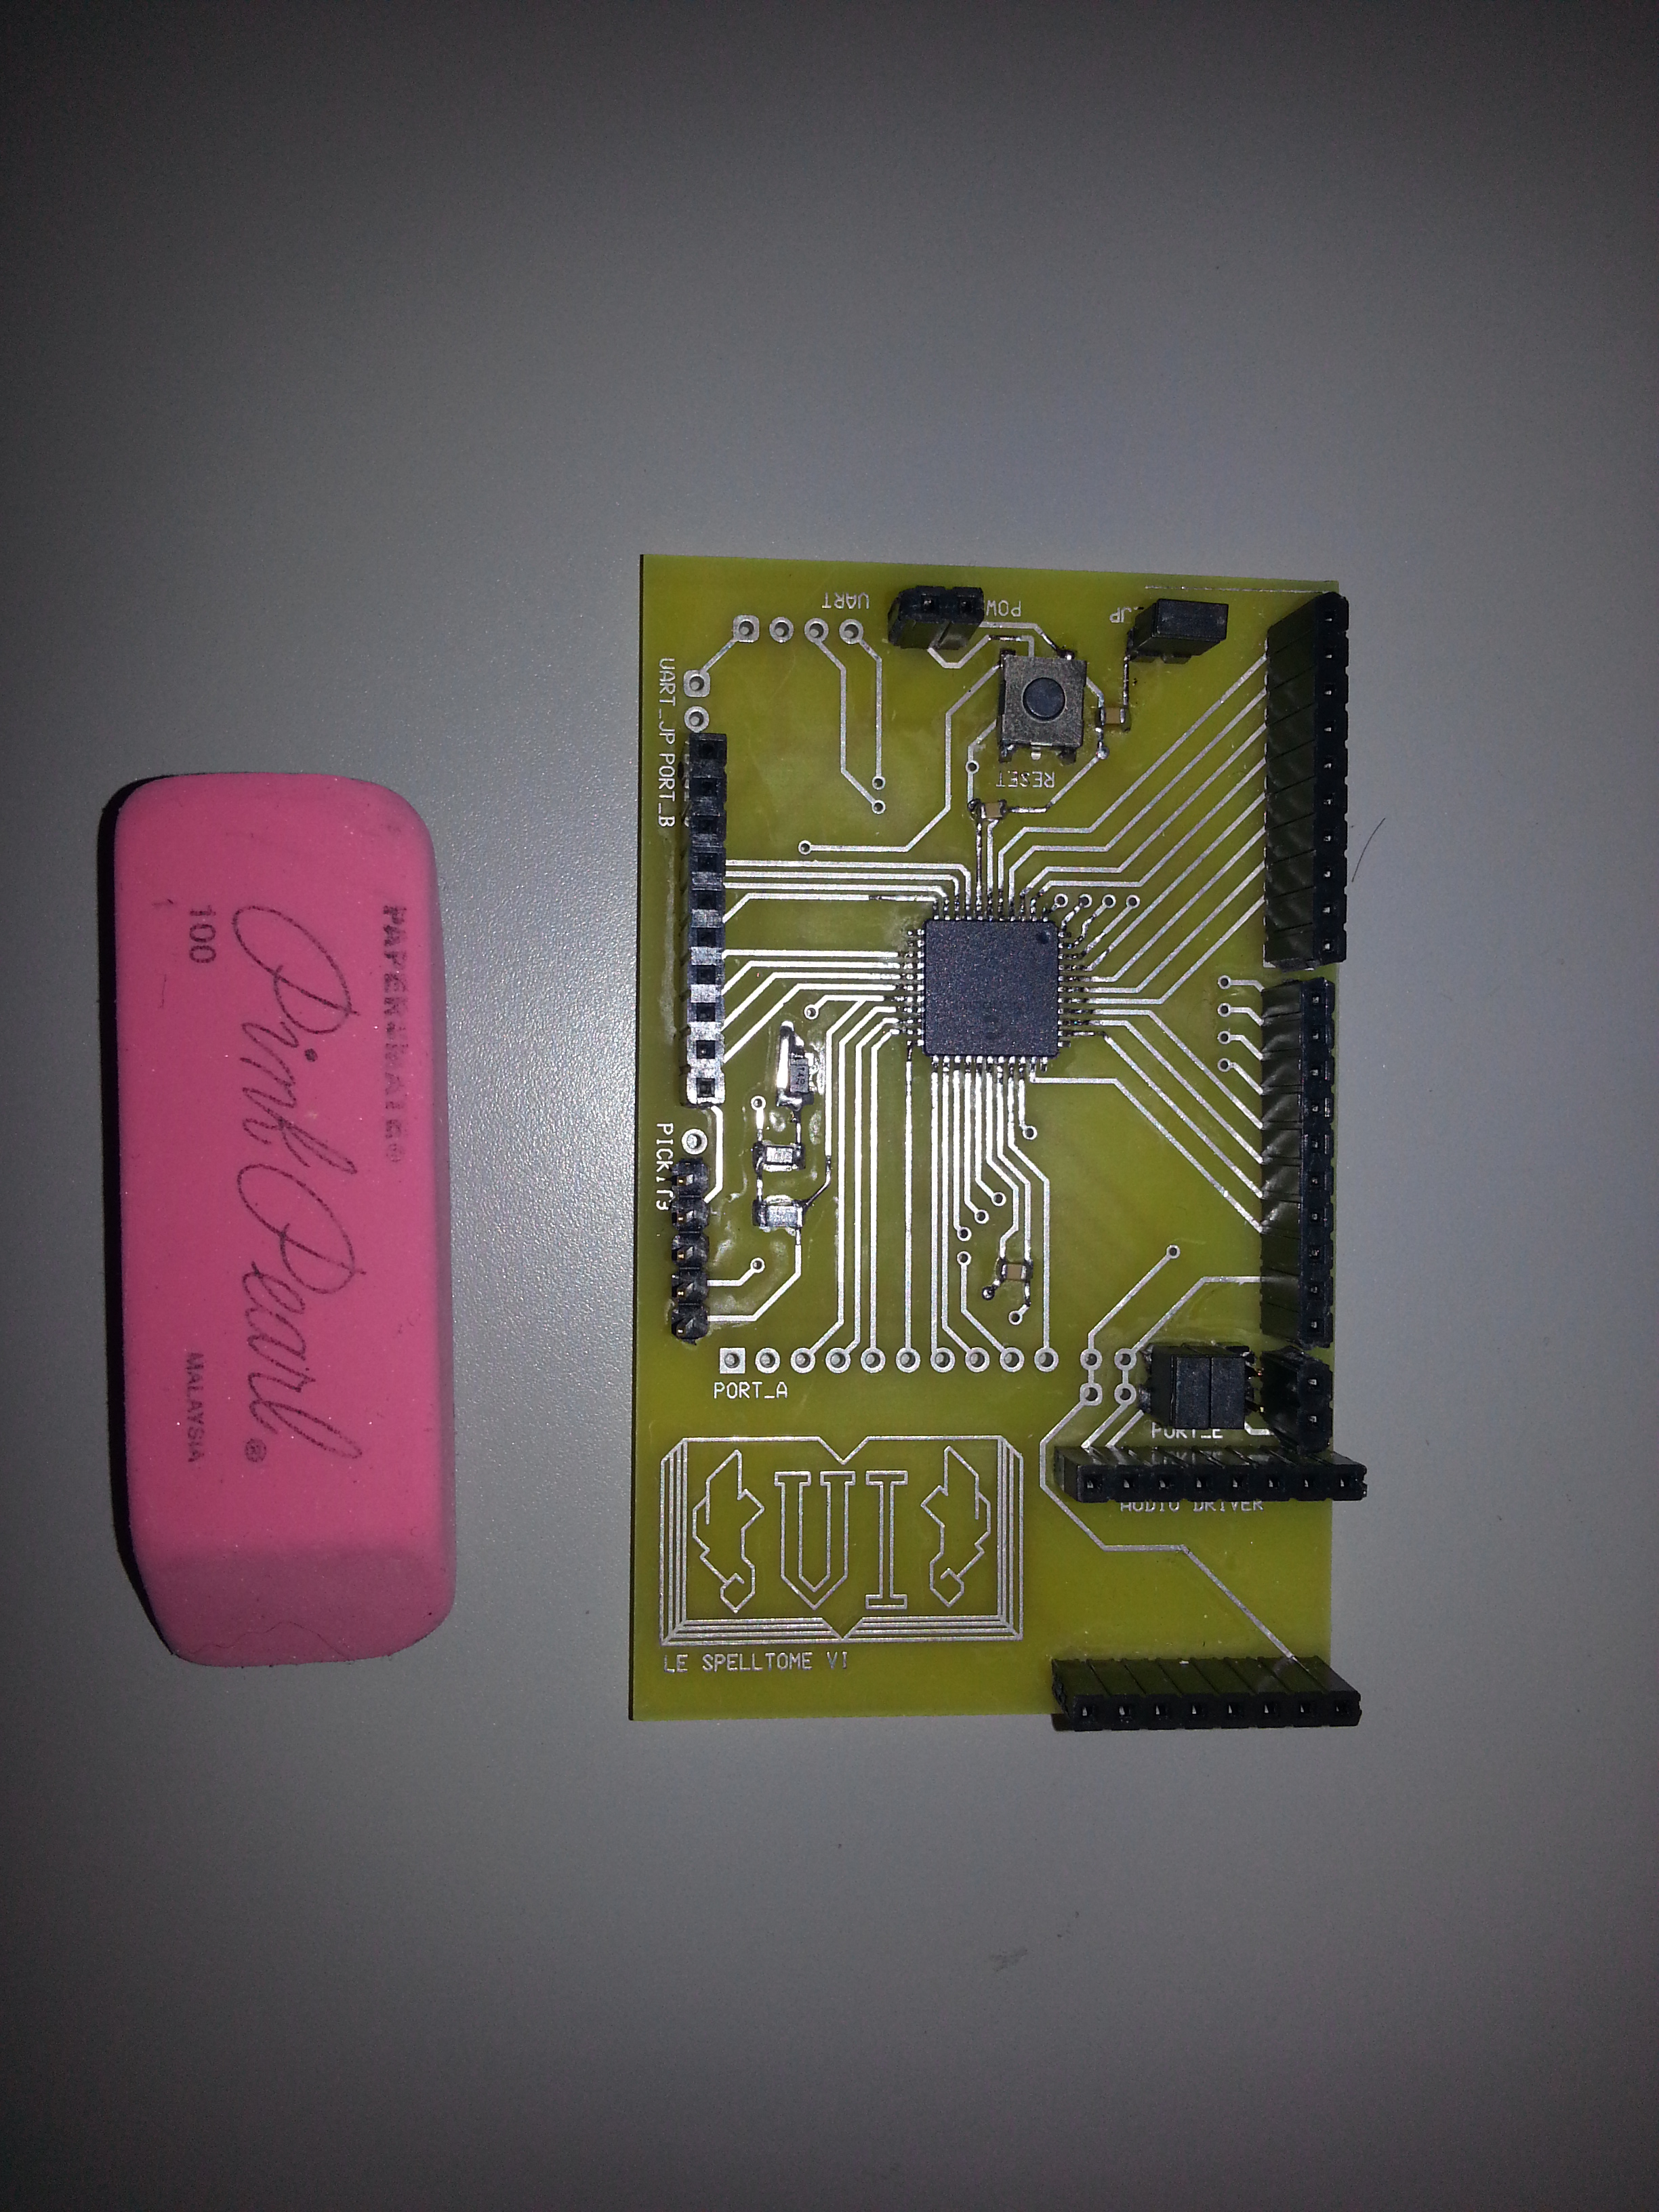 PAPER:MATE®
Pink Pearl®
100
MALAYSIA
UART
POW
JP
RESET
UART_JP
PORT_B
PICKIT3
PORT_A
PORT_E
AUDIO DRIVER
VI
LE SPELLTOME VI